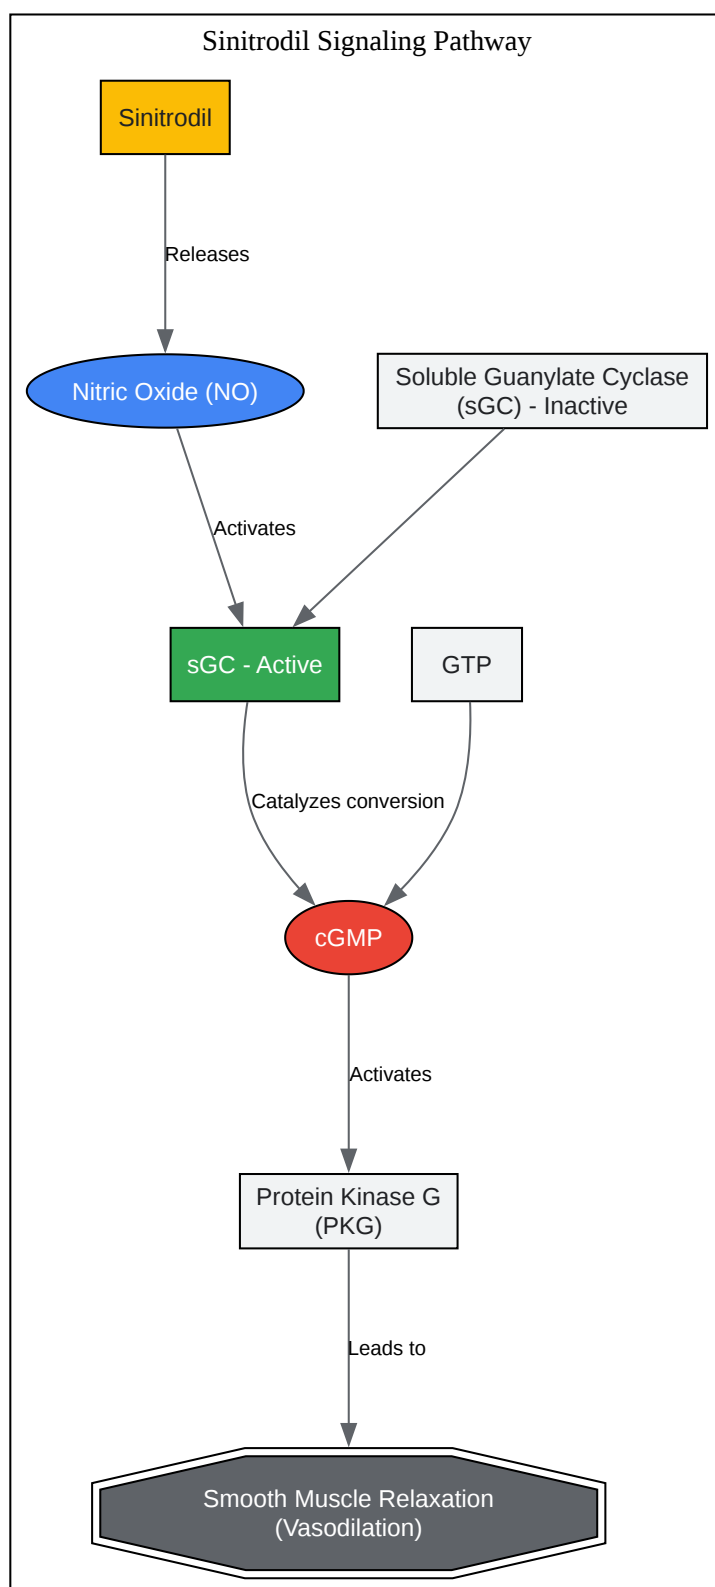 Sinitrodil Signaling Pathway
Sinitrodil
Releases
Nitric Oxide (NO)
Soluble Guanylate Cyclase
(sGC) - Inactive
Activates
sGC - Active
GTP
Catalyzes conversion
cGMP
Activates
Protein Kinase G
(PKG)
Leads to
Smooth Muscle Relaxation
(Vasodilation)